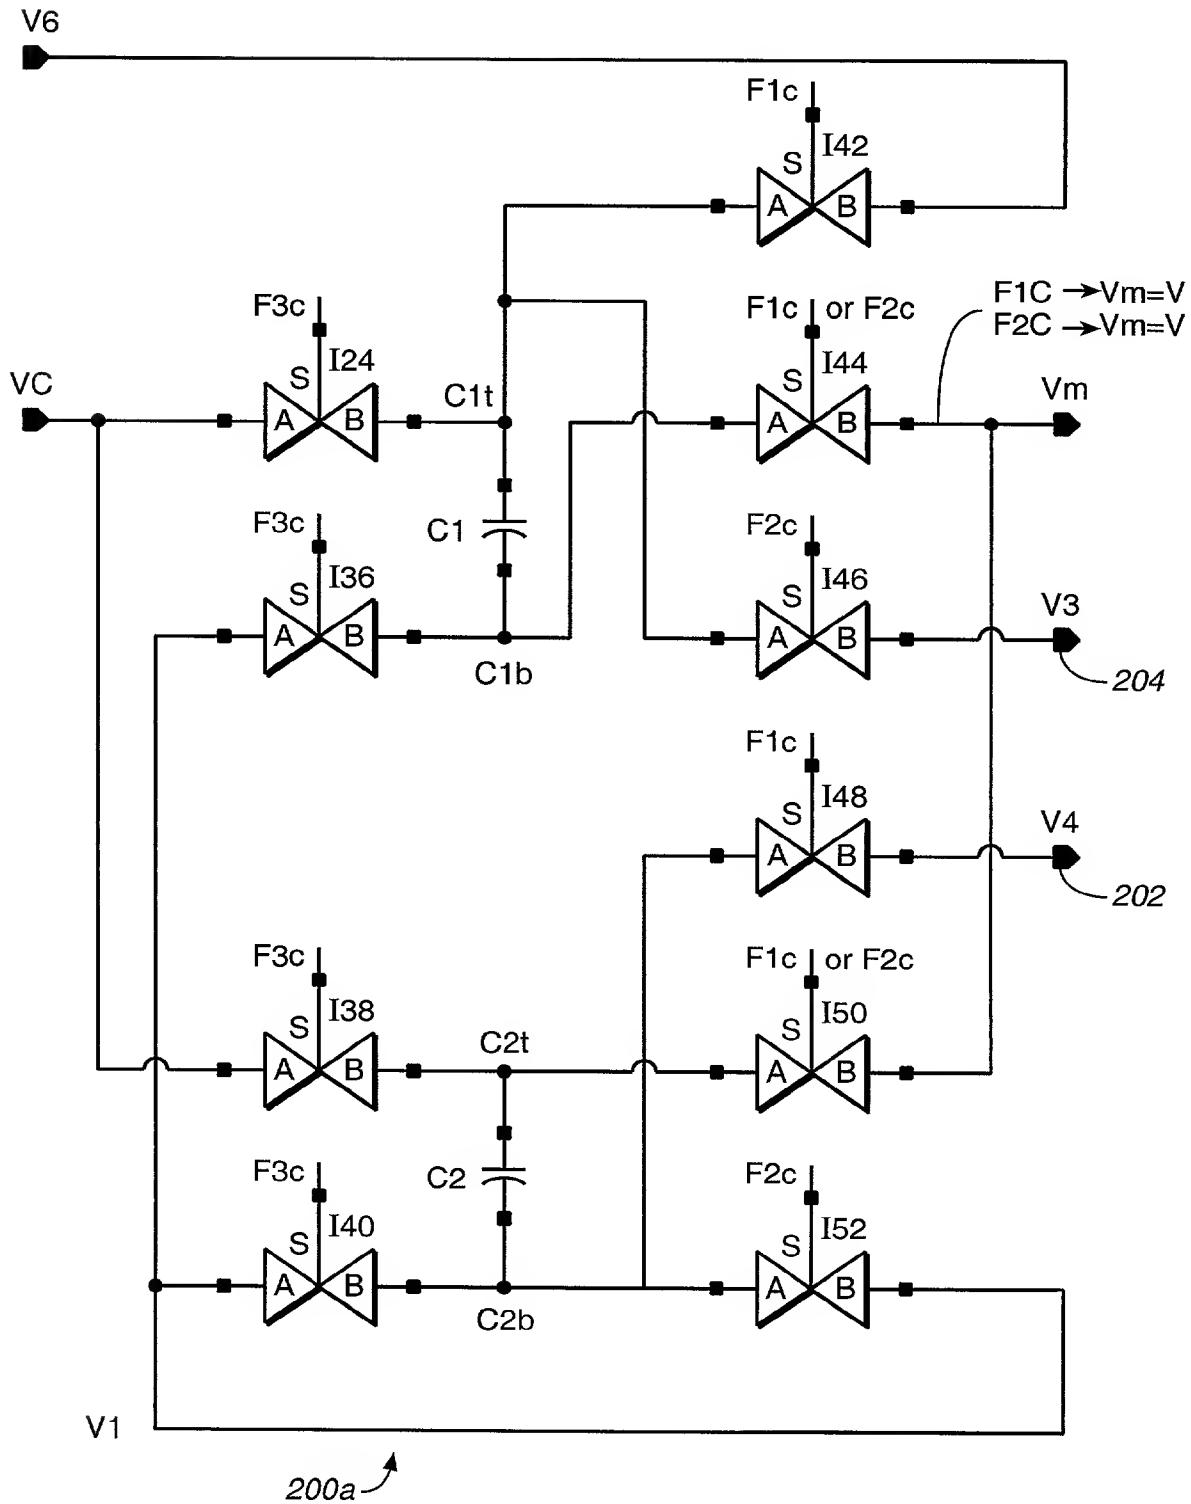 V6
F1c
S I42
A B
F1C →Vm=V
F2C →Vm=V
F3c
S I24
A B
VC
C1t
F1c or F2c
S I44
A B
Vm
C1
F3c
S I36
A B
C1b
F2c
S I46
A B
V3
204
F1c
S I48
A B
V4
202
F3c
S I38
A B
C2t
F1c or F2c
S I50
A B
C2
F3c
S I40
A B
C2b
F2c
S I52
A B
V1
200a